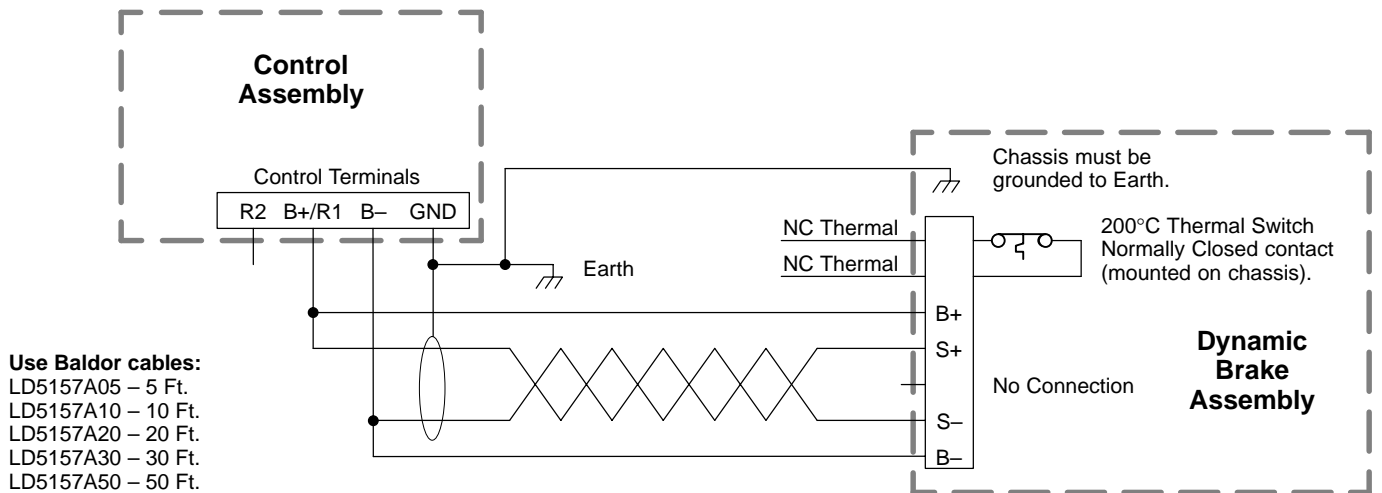 Control
Assembly
Control Terminals
R2 B+/R1 B– GND
Earth
Chassis must be
grounded to Earth.
NC Thermal
NC Thermal
200°C Thermal Switch
Normally Closed contact
(mounted on chassis).
B+
S+
No Connection
S–
B–
Dynamic
Brake
Assembly
Use Baldor cables:
LD5157A05 – 5 Ft.
LD5157A10 – 10 Ft.
LD5157A20 – 20 Ft.
LD5157A30 – 30 Ft.
LD5157A50 – 50 Ft.